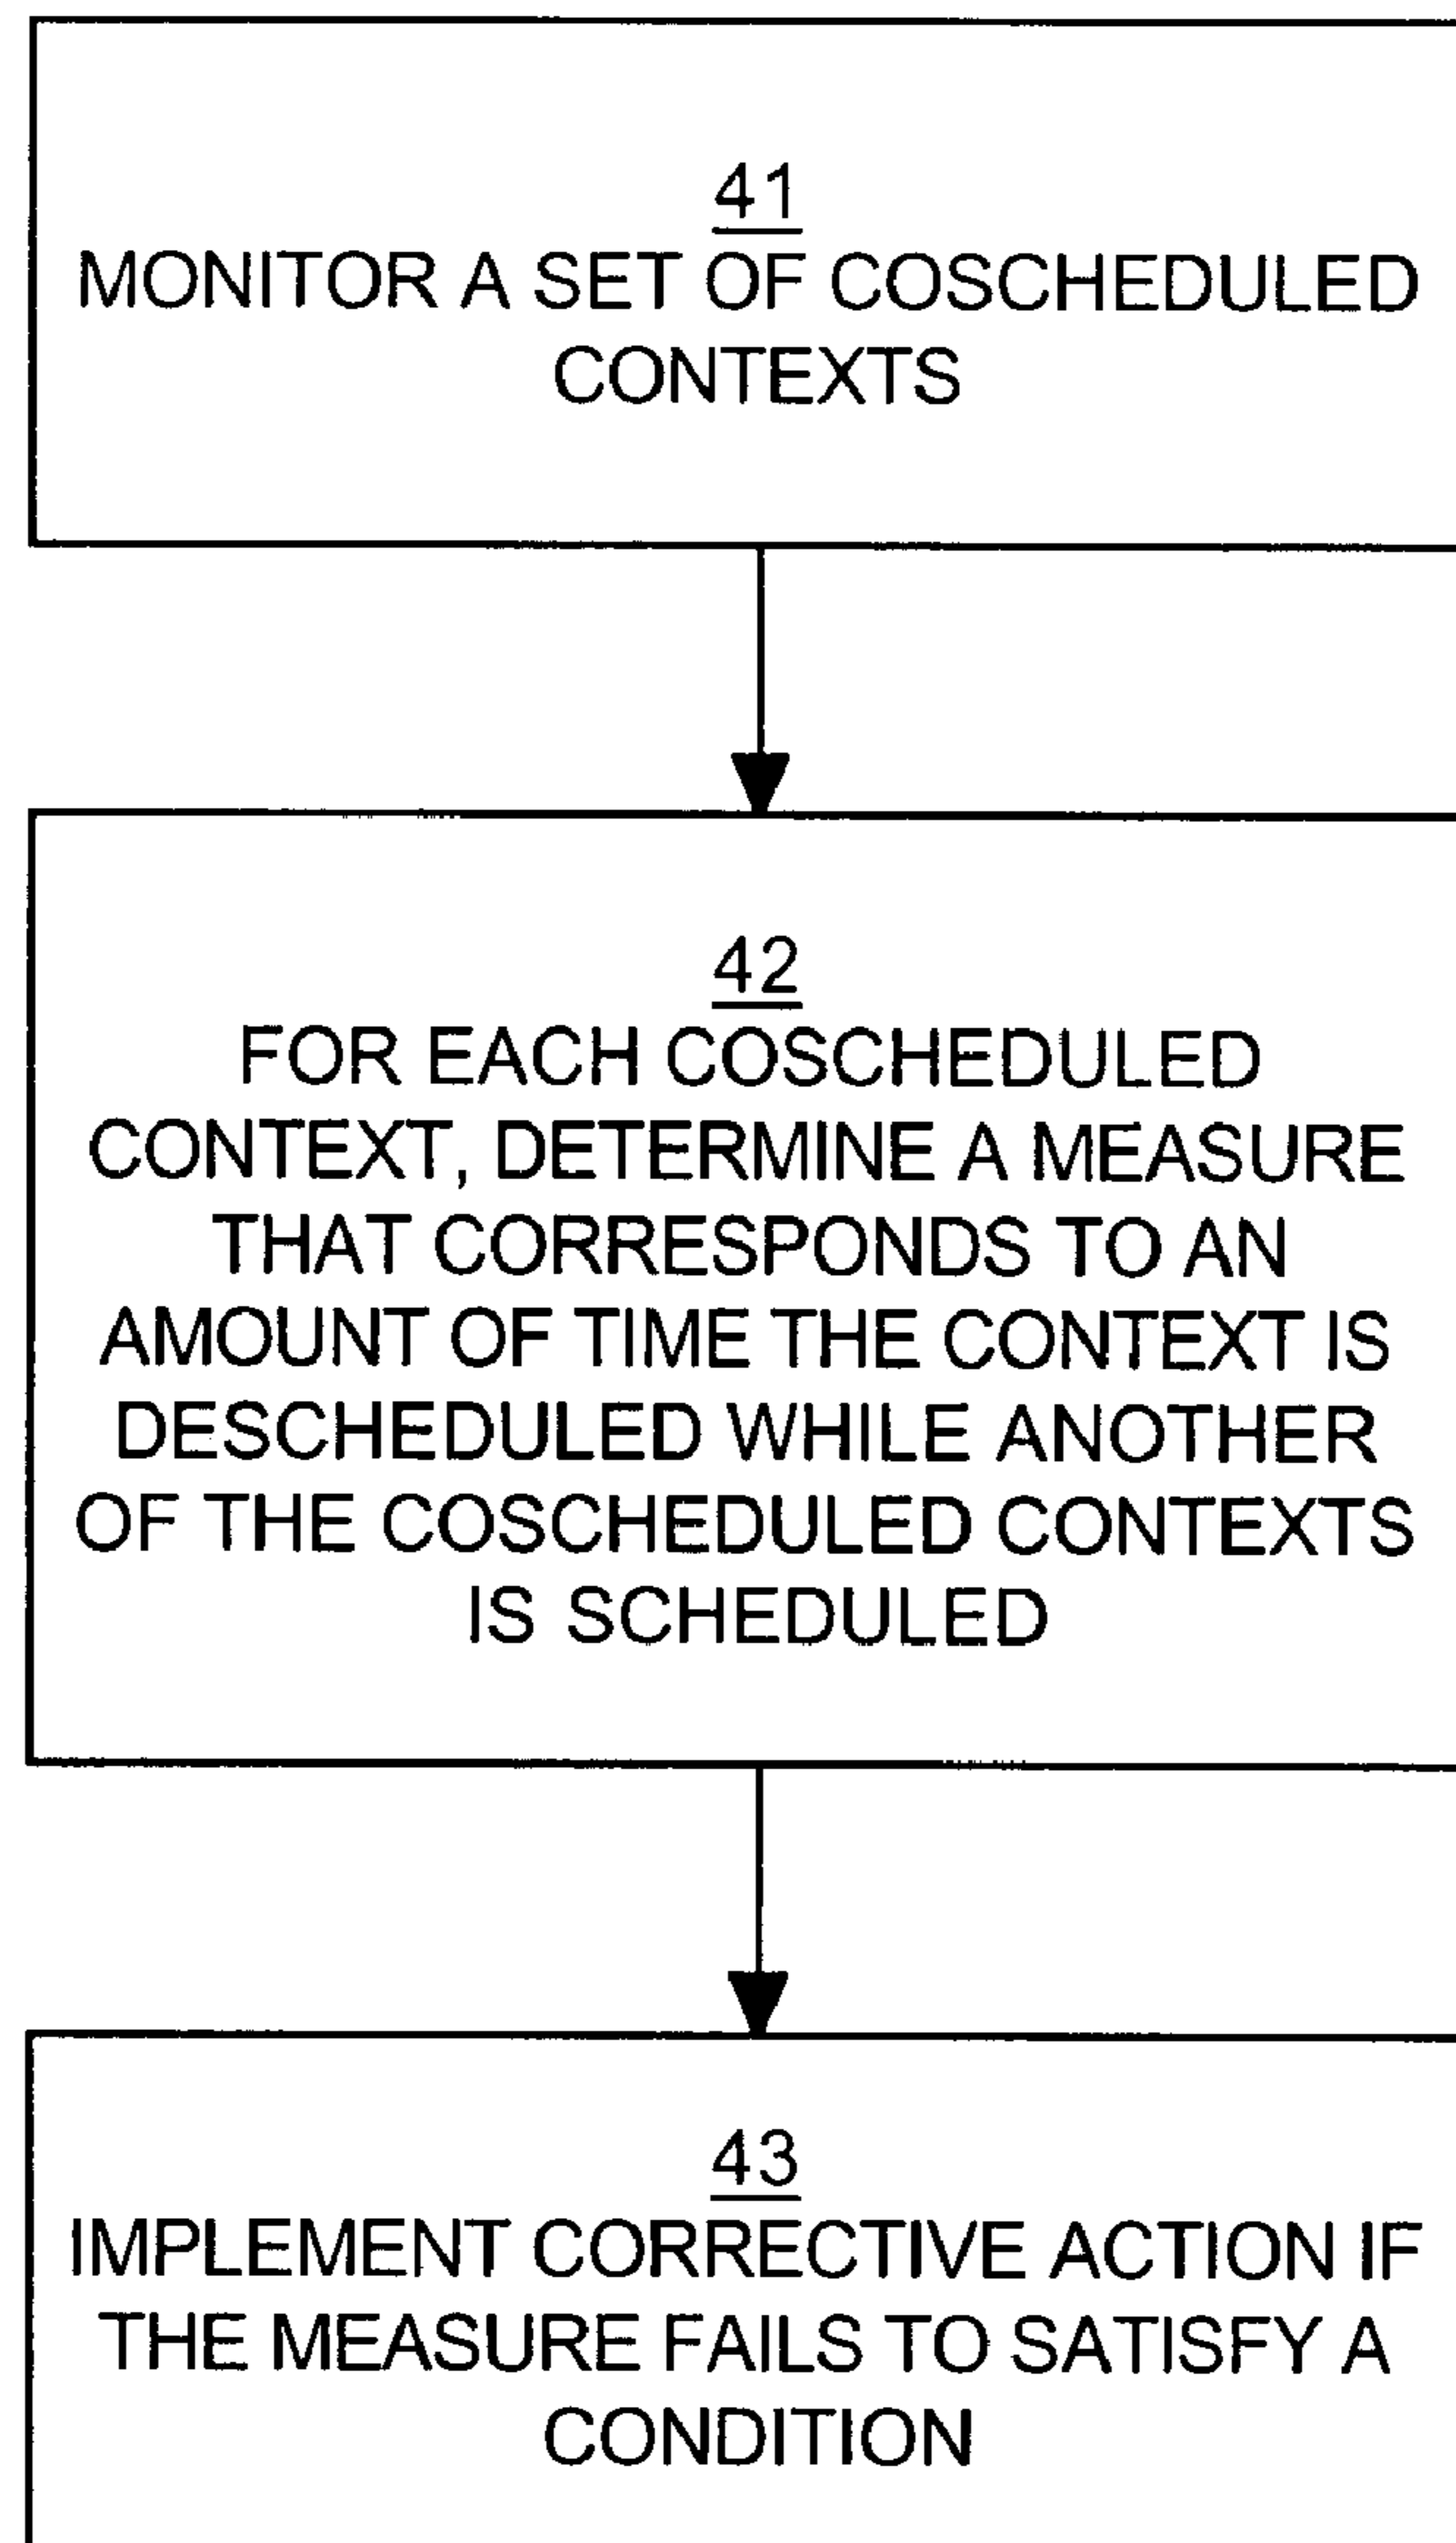 41
MONITOR A SET OF COSCHEDULED
CONTEXTS
42
FOR EACH COSCHEDULED
CONTEXT, DETERMINE A MEASURE
THAT CORRESPONDS TO AN
AMOUNT OF TIME THE CONTEXT IS
DESCHEDULED WHILE ANOTHER
OF THE COSCHEDULED CONTEXTS
IS SCHEDULED
43
IMPLEMENT CORRECTIVE ACTION IF
THE MEASURE FAILS TO SATISFY A
CONDITION